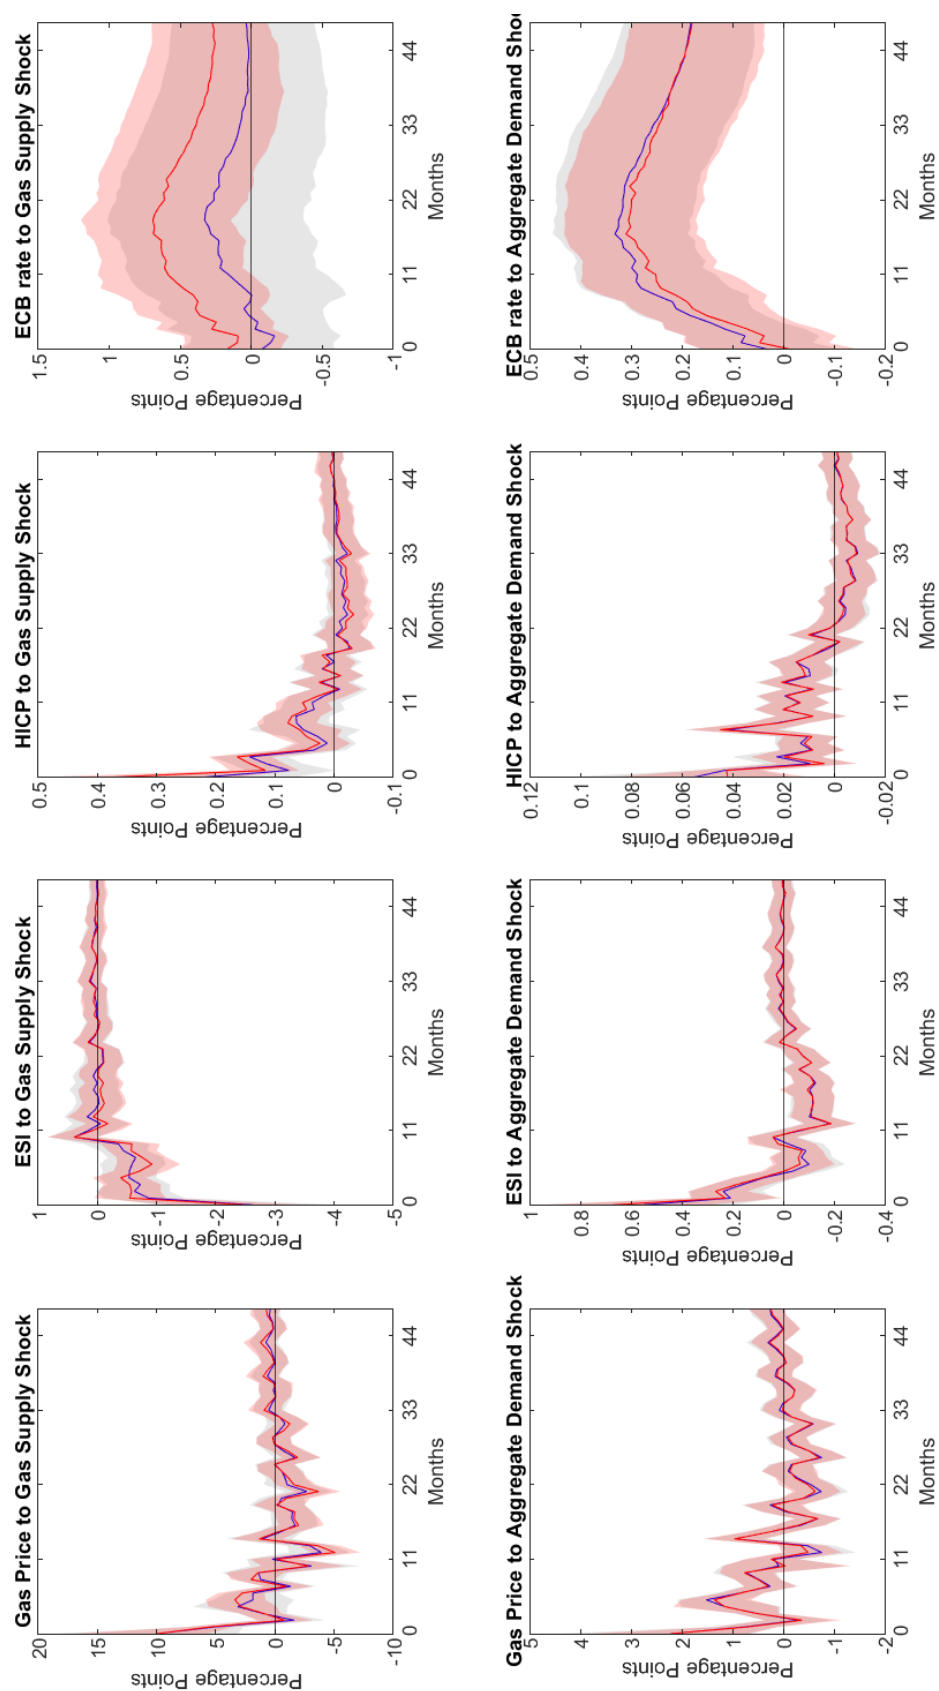 Gas Price to Gas Supply Shock
20
15
10
5
0
-5
-10
Percentage Points
0 11 22 33 44
Months
ESI to Gas Supply Shock
1
0
-1
-2
-3
-4
-5
Percentage Points
0 11 22 33 44
Months
HICP to Gas Supply Shock
0.5
0.4
0.3
0.2
0.1
0
-0.1
Percentage Points
0 11 22 33 44
Months
ECB rate to Gas Supply Shock
1.5
1
0.5
0
-0.5
-1
Percentage Points
0 11 22 33 44
Months
Gas Price to Aggregate Demand Shock
5
4
3
2
1
0
-1
-2
Percentage Points
0 11 22 33 44
Months
ESI to Aggregate Demand Shock
1
0.8
0.6
0.4
0.2
0
-0.2
-0.4
Percentage Points
0 11 22 33 44
Months
HICP to Aggregate Demand Shock
0.12
0.1
0.08
0.06
0.04
0.02
0
-0.02
Percentage Points
0 11 22 33 44
Months
ECB rate to Aggregate Demand Shoc
0.5
0.4
0.3
0.2
0.1
0
-0.1
-0.2
Percentage Points
0 11 22 33 44
Months